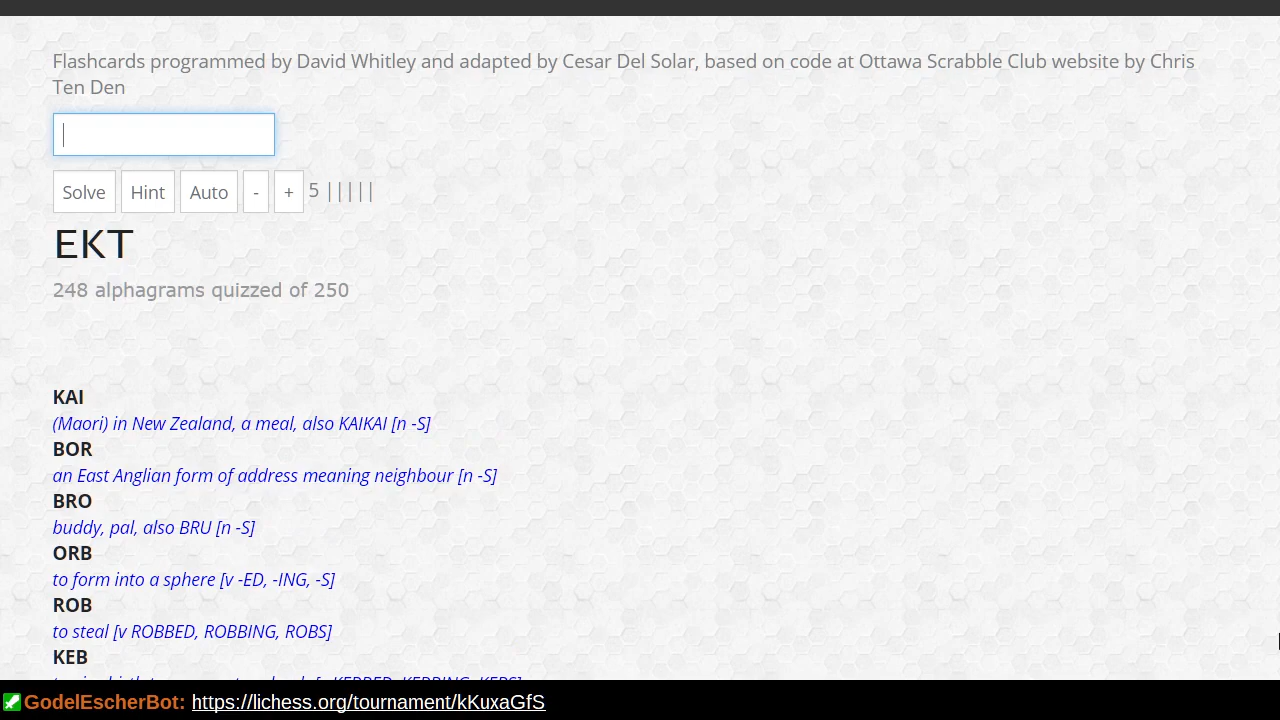 Flashcards programmed by David Whitley and adapted by Cesar Del Solar, based on code at Ottawa Scrabble Club website by Chris
Ten Den
Solve Hint Auto - + 5 |||||
EKT
248 alphagrams quizzed of 250
KAI
(Maori) in New Zealand, a meal, also KAIKAI [n -S]
BOR
an East Anglian form of address meaning neighbour [n -S]
BRO
buddy, pal, also BRU [n -S]
ORB
to form into a sphere [v -ED, -ING, -S]
ROB
to steal [v ROBBED, ROBBING, ROBS]
KEB
GodelEscherBot: https://lichess.org/tournament/kKuxaGfS